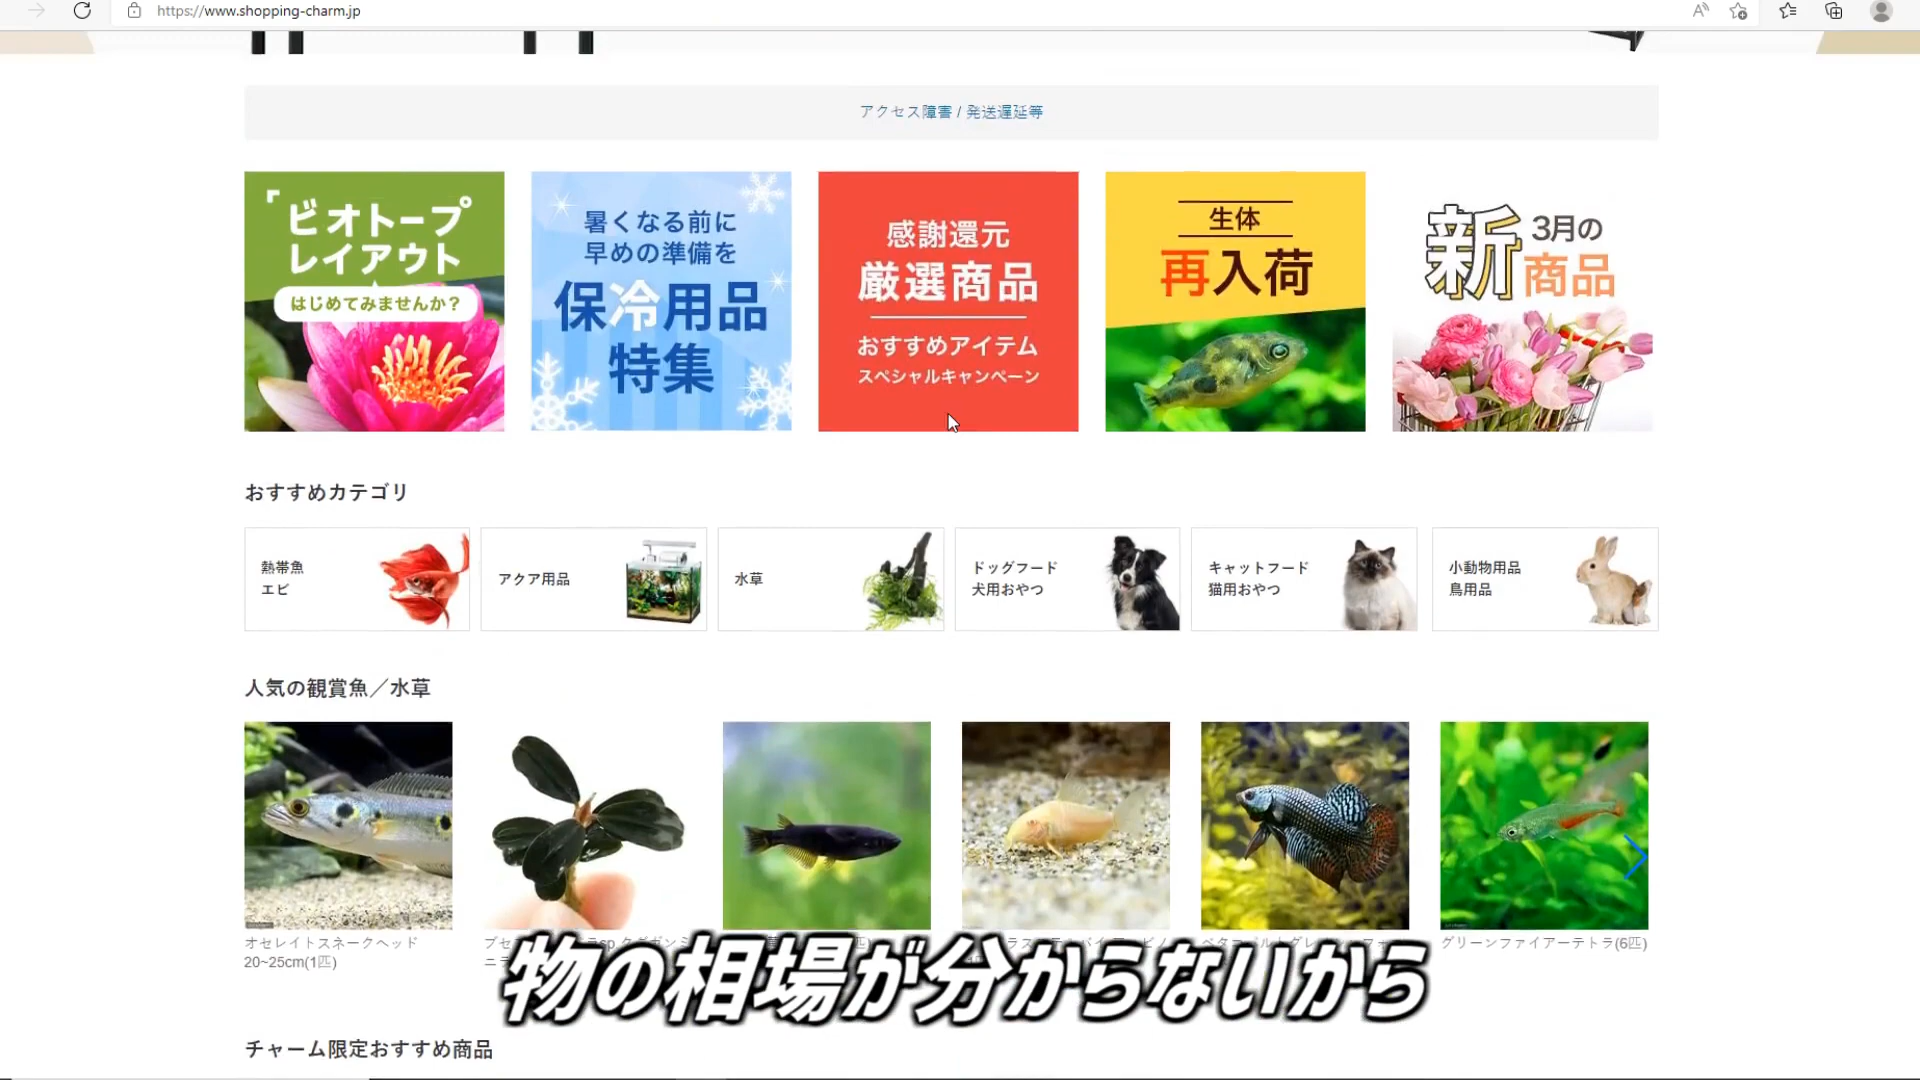 https://www.shopping-charm.jp
アクセス障害 / 発送遅延等
「ビオトープ
レイアウト
はじめてみませんか?
暑くなる前に
早めの準備を
保冷用品
特集
感謝還元
厳選商品
おすすめアイテム
スペシャルキャンペーン
生体
再入荷
新 3月の
商品
おすすめカテゴリ
熱帯魚
エビ
アクア用品
水草
ドッグフード
犬用おやつ
キャットフード
猫用おやつ
小動物用品
鳥用品
人気の観賞魚／水草
オセレイトスネークヘッド
20~25cm(1匹)
グリーンファイアーテトラ(6匹)
物の相場が分からないから
チャーム限定おすすめ商品